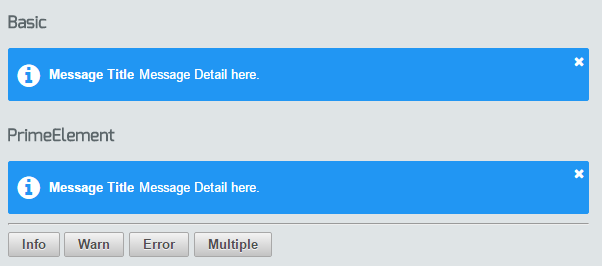 Basic
Message Title Message Detail here.
PrimeElement
Message Title Message Detail here.
Info Warn Error Multiple